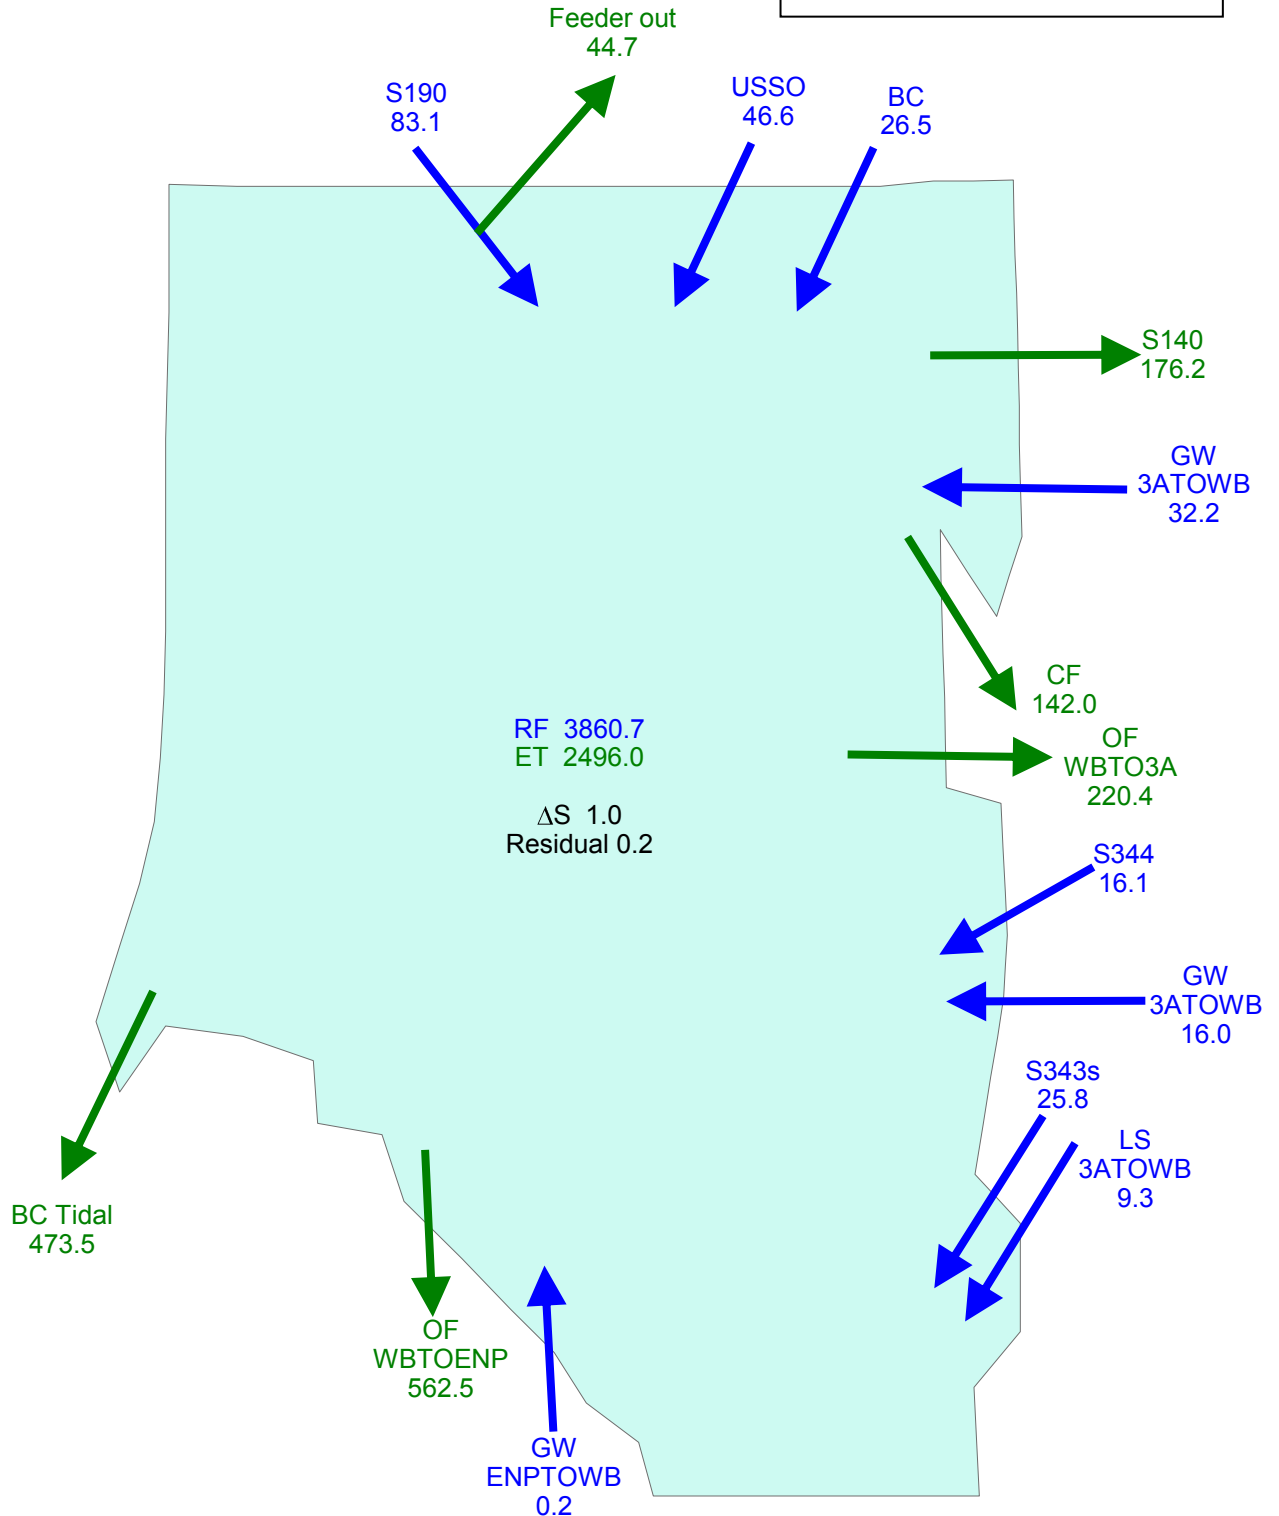 Feeder out
44.7
S190
83.1
USSO
46.6
BC
26.5
S140
176.2
GW
3ATOWB
32.2
CF
142.0
OF
WBTO3A
220.4
RF 3860.7
ET 2496.0
ΔS 1.0
Residual 0.2
S344
16.1
GW
3ATOWB
16.0
S343s
25.8
LS
3ATOWB
9.3
BC Tidal
473.5
OF
WBTOENP
562.5
GW
ENPTOWB
0.2